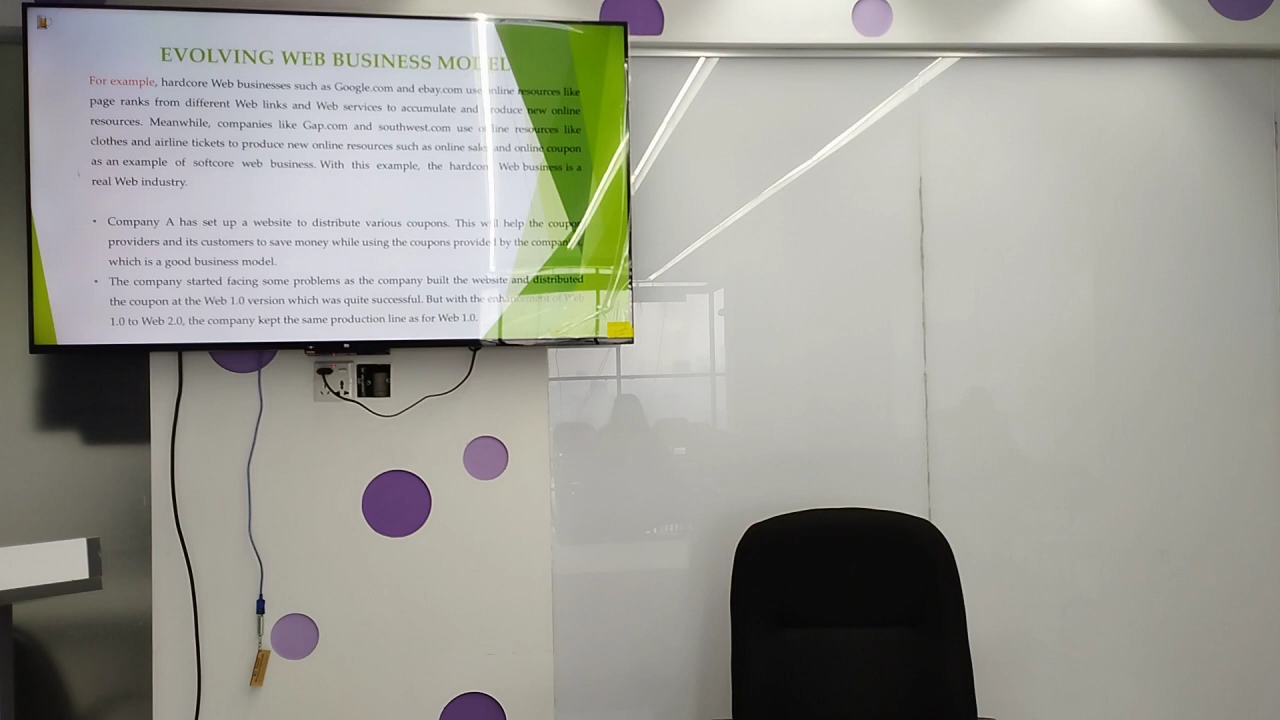 EVOLVING WEB BUSINESS MODEL
For example, hardcore Web businesses such as Google.com and ebay.com use online resources like
page ranks from different Web links and Web services to accumulate and produce new online
resources. Meanwhile, companies like Gap.com and southwest.com use online resources like
clothes and airline tickets to produce new online resources such as online sales and online coupon
as an example of softcore web business. With this example, the hardcore Web business is a
real Web industry.
• Company A has set up a website to distribute various coupons. This will help the coupon
providers and its customers to save money while using the coupons provided by the company,
which is a good business model.
• The company started facing some problems as the company built the website and distributed
the coupon at the Web 1.0 version which was quite successful. But with the enhancement of Web
1.0 to Web 2.0, the company kept the same production line as for Web 1.0.